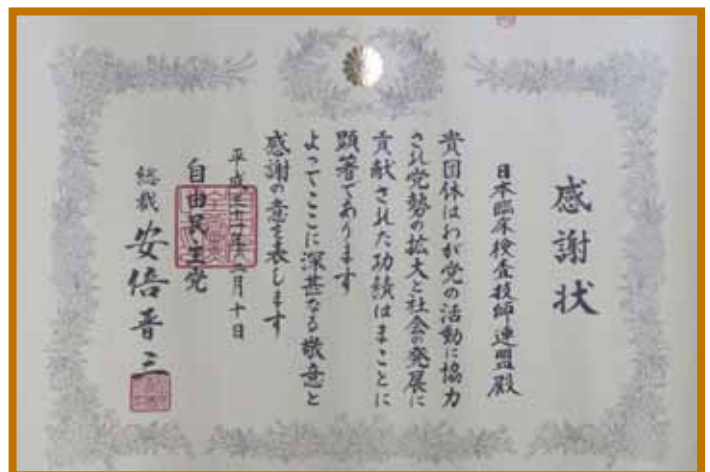 感謝状
日本臨床検査技師連盟殿
貴団体はわが党の活動に協力
され党勢の拡大と社会の発展に
貢献された功績はまことに
顕著であります
よってここに深甚なる敬意と
感謝の意を表します
平成三十一年二月十日
自由民主党
総裁 安倍晋三